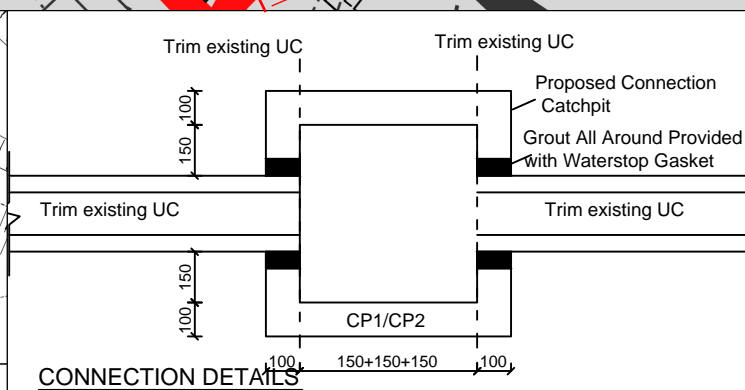 Trim existing UC
Trim existing UC
Proposed Connection
Catchpit
100
Grout All Around Provided
with Waterstop Gasket
150
Trim existing UC
Trim existing UC
150
100
CP1/CP2
100
150+150+150
100
CONNECTION DETAILS